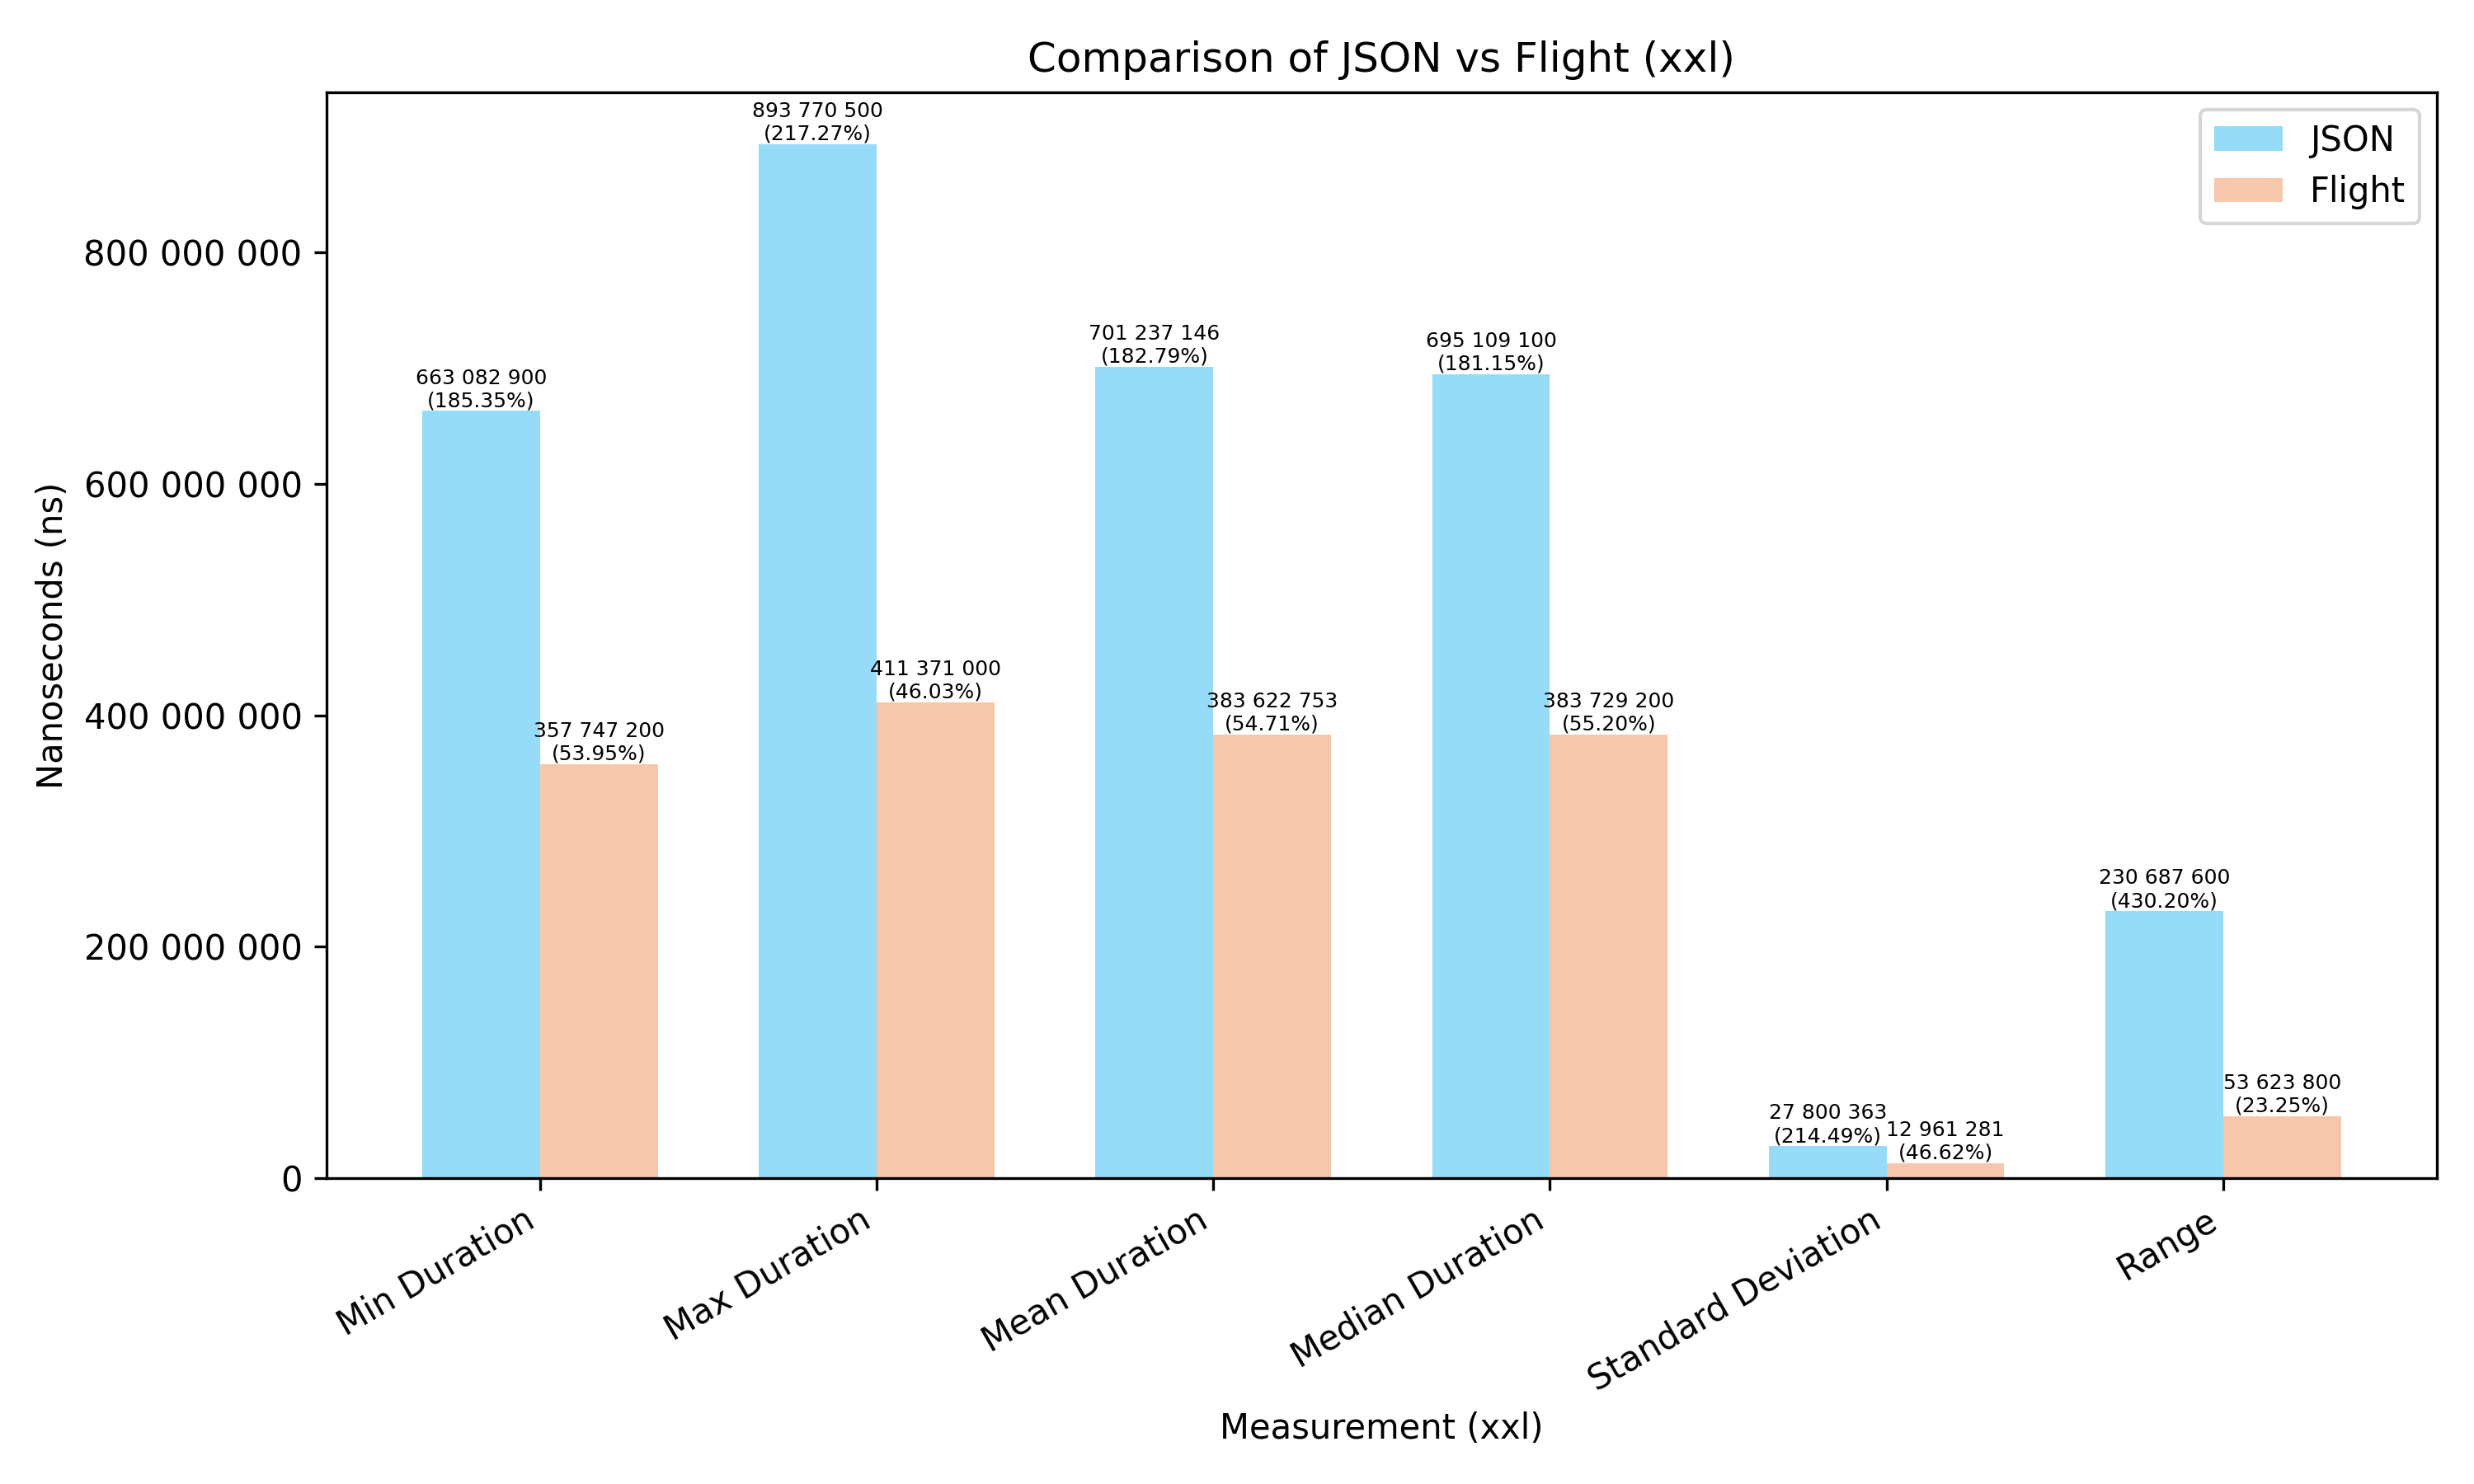 Comparison of JSON vs Flight (xxl)
JSON
Flight
Nanoseconds (ns)
800 000 000
600 000 000
400 000 000
200 000 000
0
663 082 900
(185.35%)
357 747 200
(53.95%)
893 770 500
(217.27%)
411 371 000
(46.03%)
701 237 146
(182.79%)
383 622 753
(54.71%)
695 109 100
(181.15%)
383 729 200
(55.20%)
27 800 363
(214.49%)
12 961 281
(46.62%)
230 687 600
(430.20%)
53 623 800
(23.25%)
Min Duration
Max Duration
Mean Duration
Median Duration
Standard Deviation
Range
Measurement (xxl)